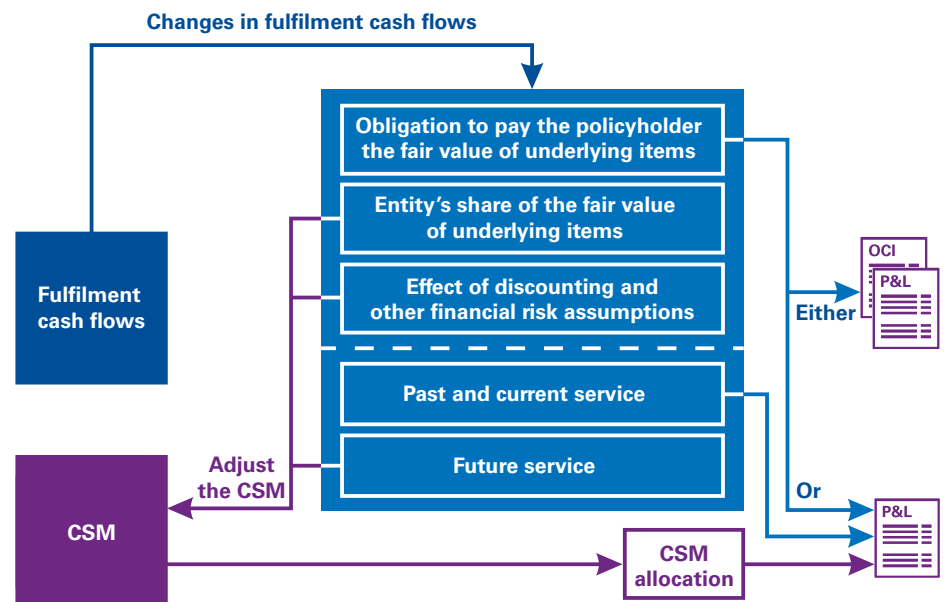 Changes in fulfilment cash flows
Obligation to pay the policyholder
the fair value of underlying items
Entity’s share of the fair value
of underlying items
Effect of discounting and
other financial risk assumptions
Past and current service
Future service
Fulfilment
cash flows
OCI
P&L
Either
Adjust
the CSM
Or
P&L
CSM
CSM
allocation